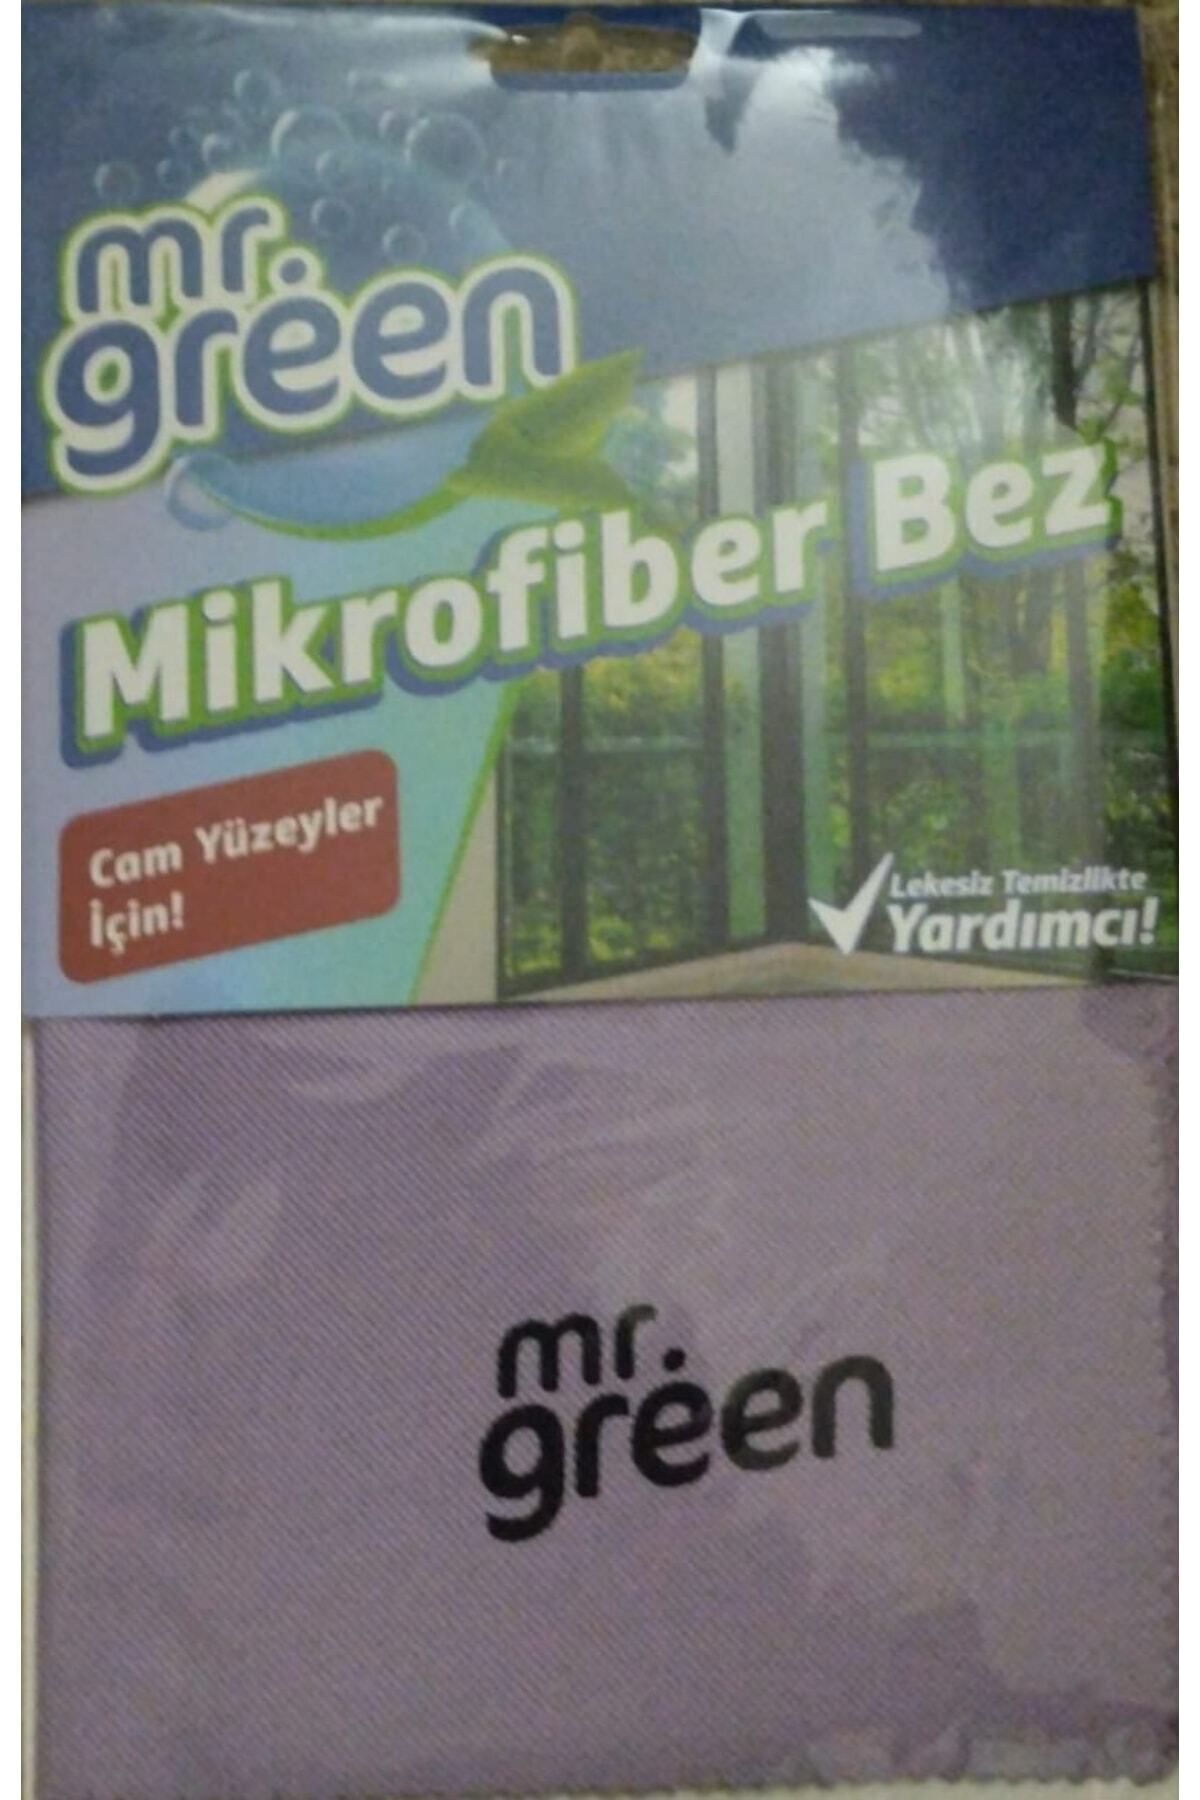 mr.
green
Mikrofiber Bez
Cam Yüzeyler
İçin!
Lekesiz Temizlikte
Yardımcı!
mr.
green